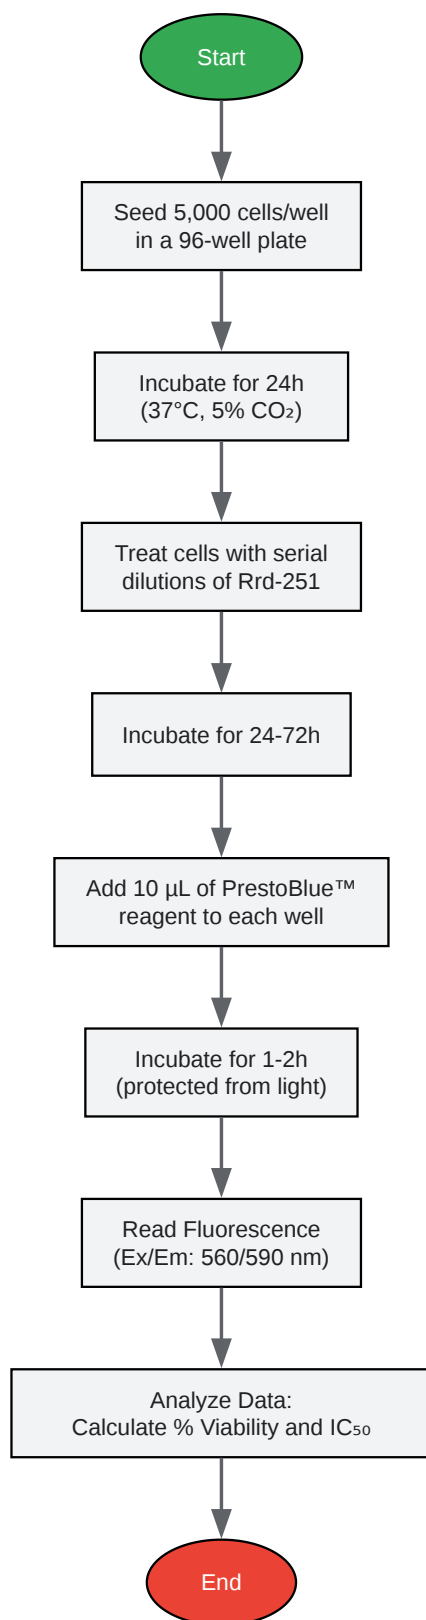 Start
Seed 5,000 cells/well
in a 96-well plate
Incubate for 24h
(37°C, 5% CO₂)
Treat cells with serial
dilutions of Rrd-251
Incubate for 24-72h
Add 10 µL of PrestoBlue™
reagent to each well
Incubate for 1-2h
(protected from light)
Read Fluorescence
(Ex/Em: 560/590 nm)
Analyze Data:
Calculate % Viability and IC₅₀
End